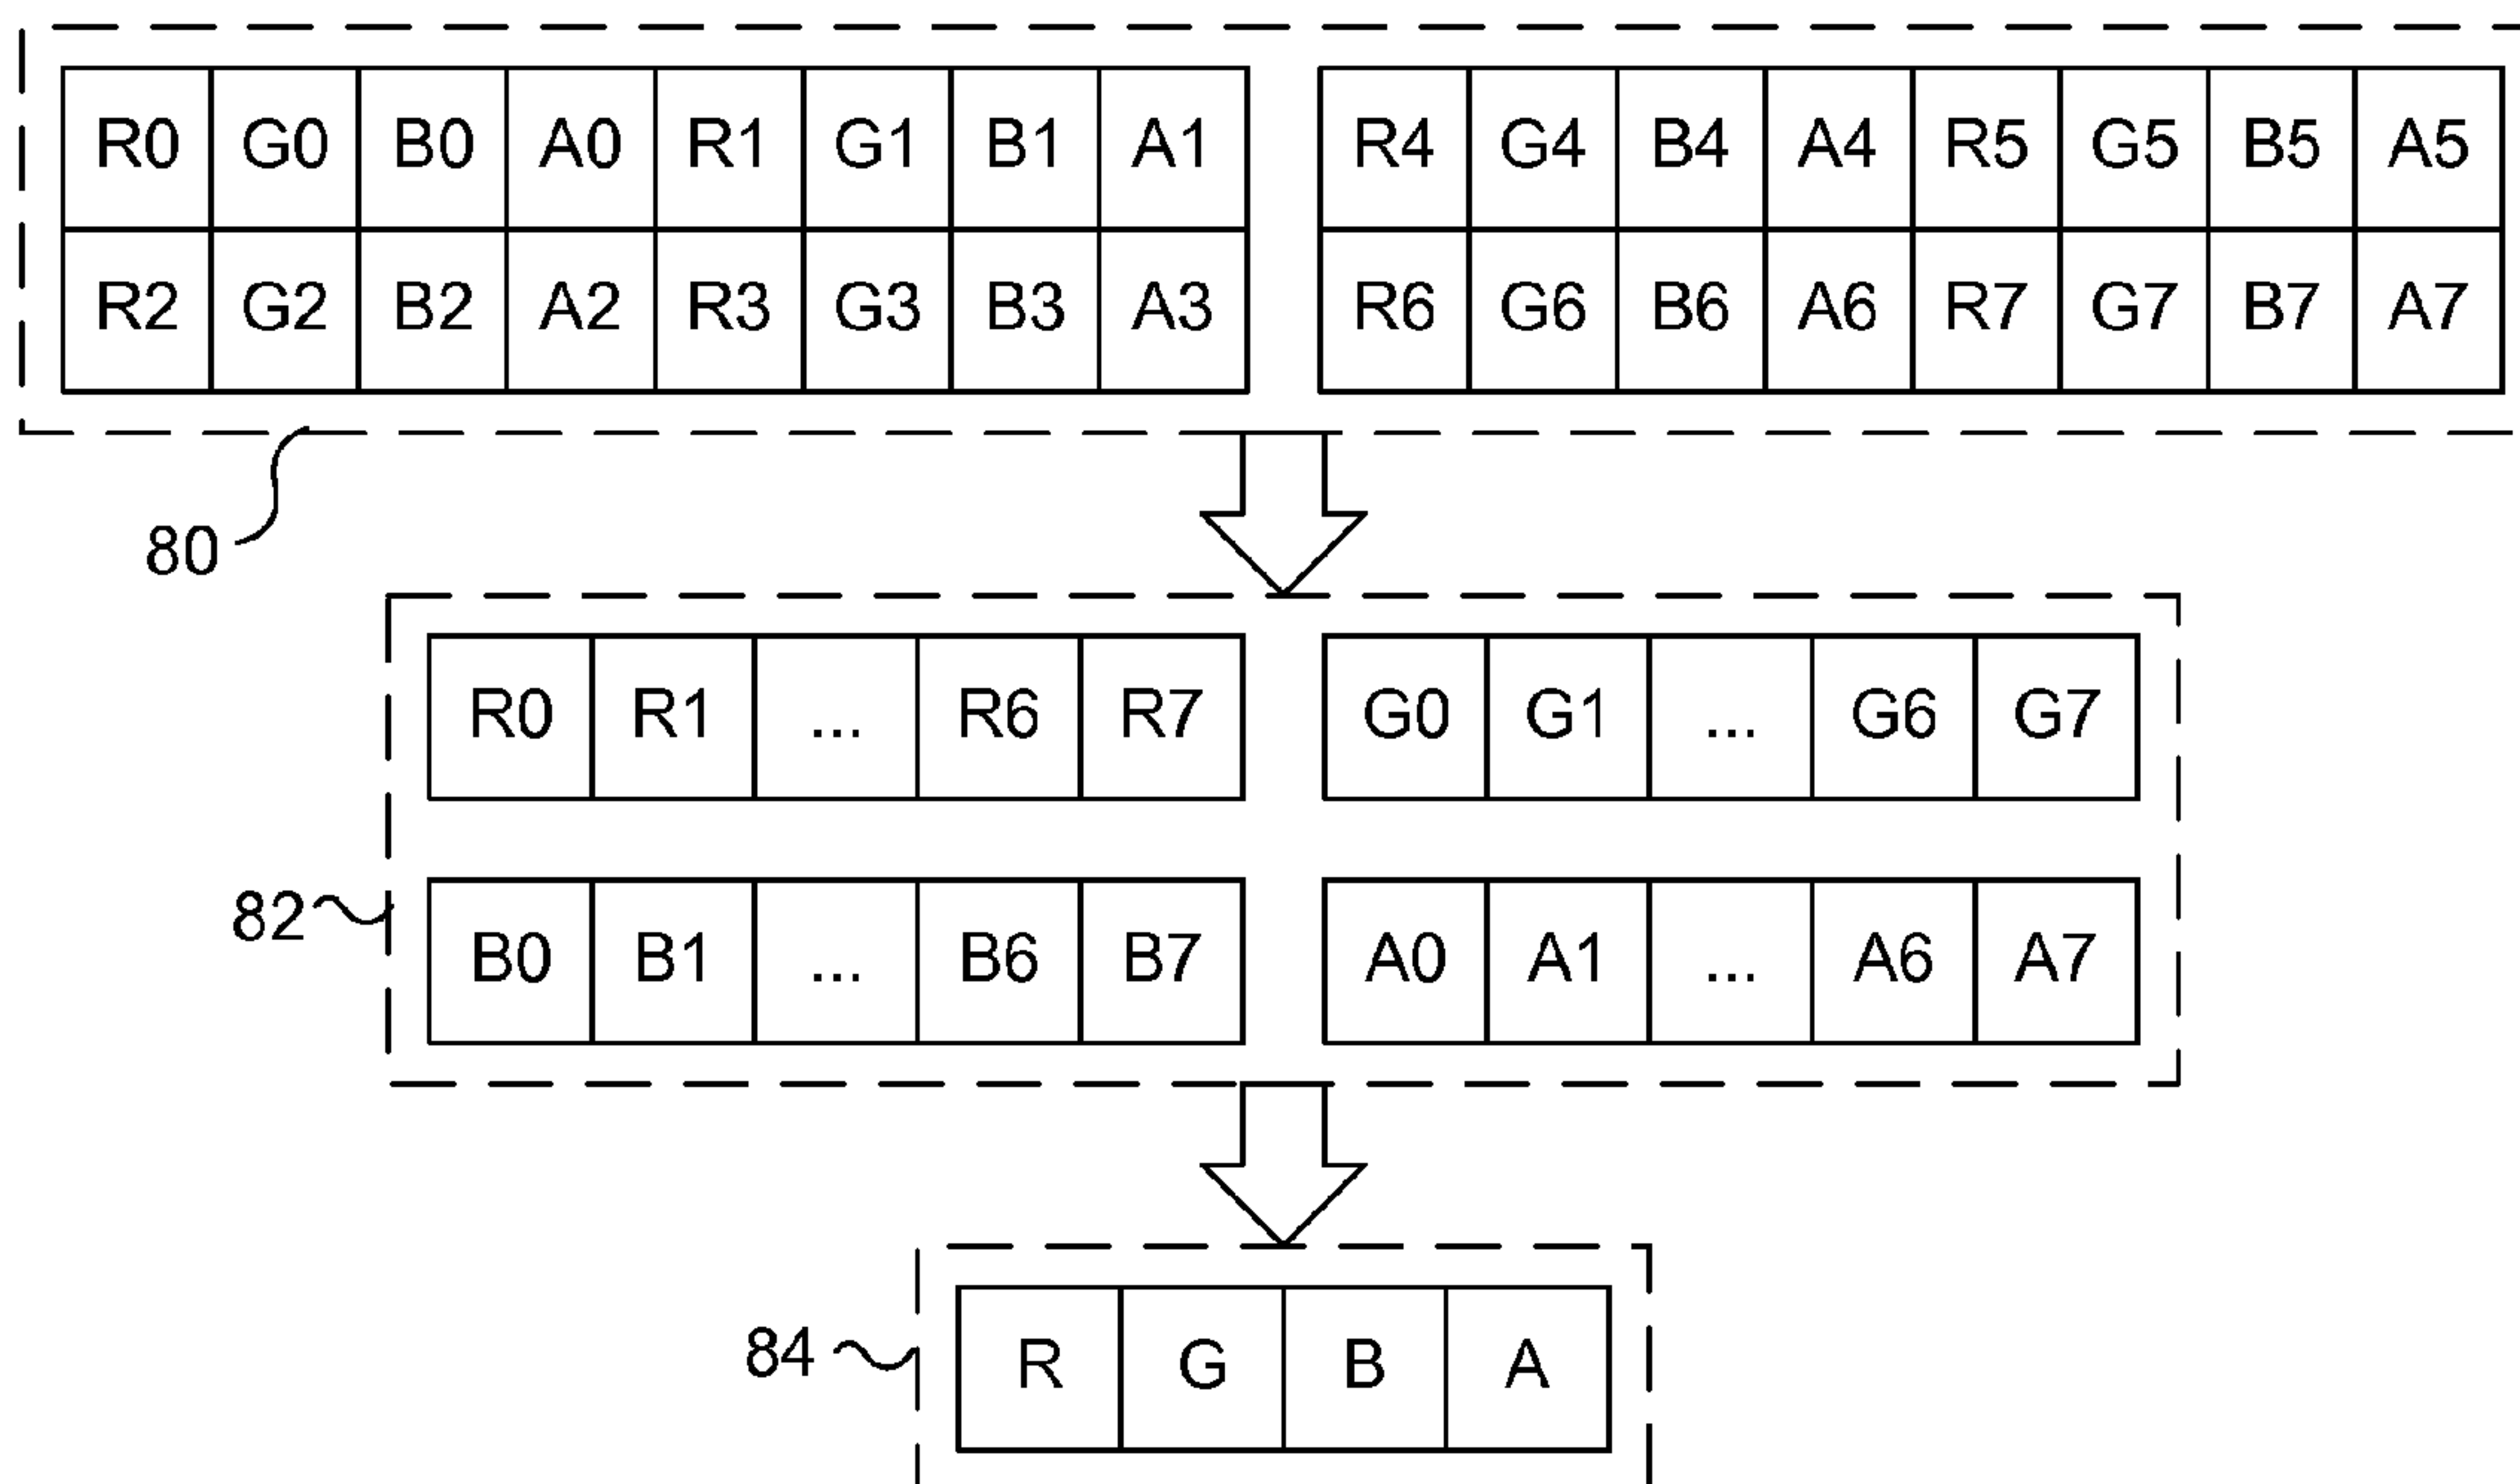 R0 G0 B0 A0 R1 G1 B1 A1 R4 G4 B4 A4 R5 G5 B5 A5
R2 G2 B2 A2 R3 G3 B3 A3 R6 G6 B6 A6 R7 G7 B7 A7
80
R0 R1 ... R6 R7 G0 G1 ... G6 G7
82
B0 B1 ... B6 B7 A0 A1 ... A6 A7
84
R G B A